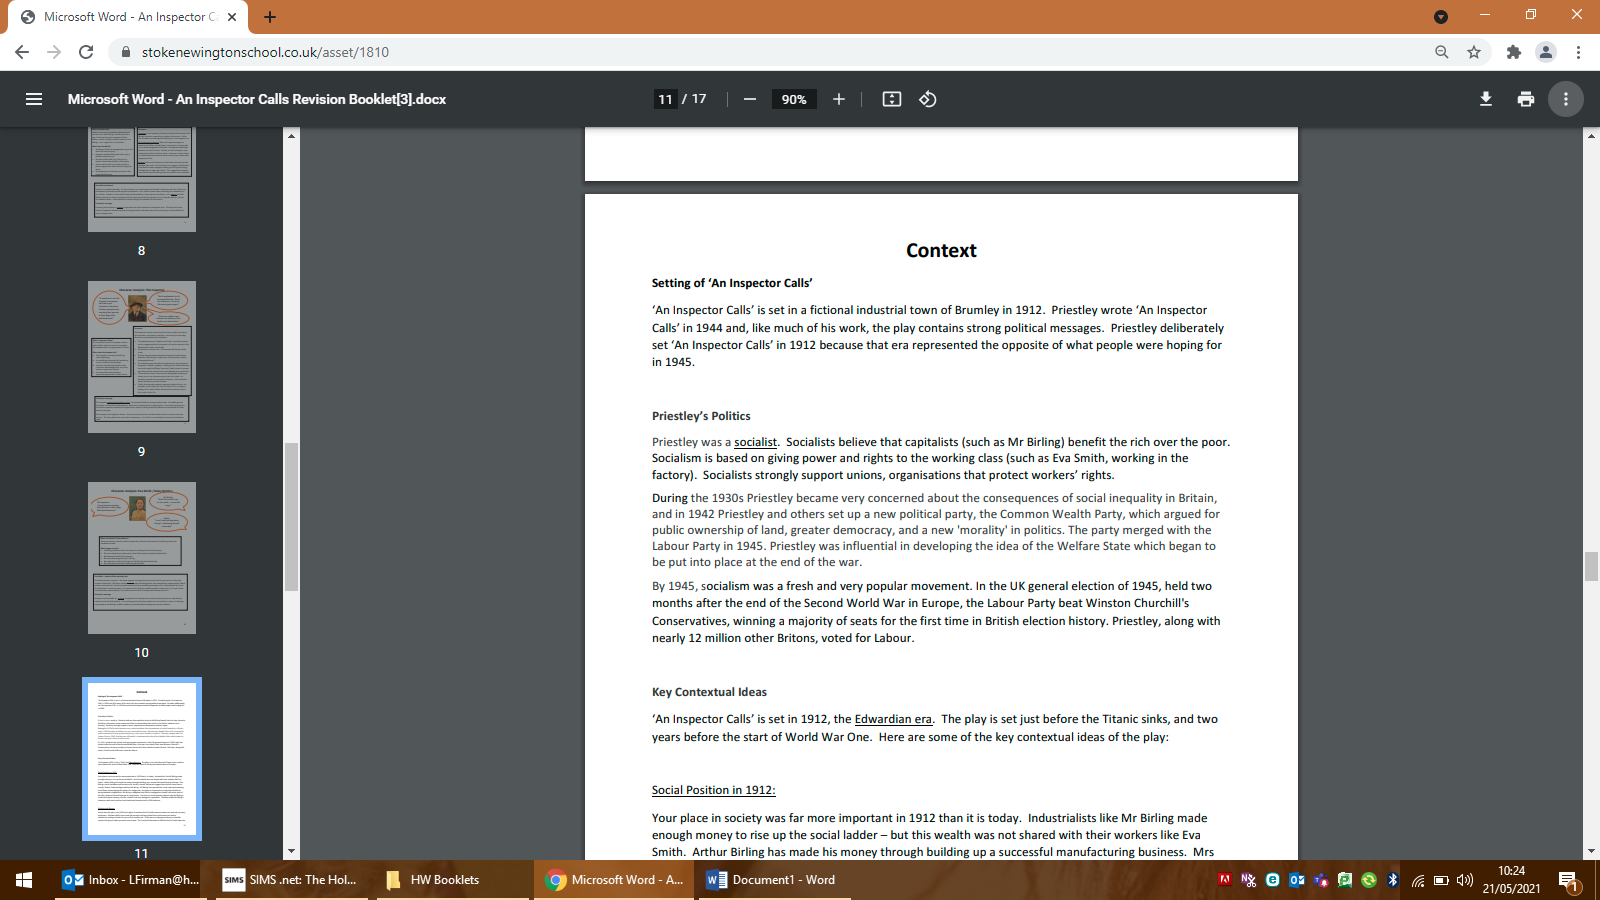 Microsoft Word - An Inspector C
stokenewingtonschool.co.uk/asset/1810
Microsoft Word - An Inspector Calls Revision Booklet[3].docx
11 / 17
90%
8
9
10
11
Context
Setting of ‘An Inspector Calls’
‘An Inspector Calls’ is set in a fictional industrial town of Brumley in 1912.  Priestley wrote ‘An Inspector
Calls’ in 1944 and, like much of his work, the play contains strong political messages.  Priestley deliberately
set ‘An Inspector Calls’ in 1912 because that era represented the opposite of what people were hoping for
in 1945.
Priestley’s Politics
Priestley was a socialist.  Socialists believe that capitalists (such as Mr Birling) benefit the rich over the poor.
Socialism is based on giving power and rights to the working class (such as Eva Smith, working in the
factory).  Socialists strongly support unions, organisations that protect workers’ rights.
During the 1930s Priestley became very concerned about the consequences of social inequality in Britain,
and in 1942 Priestley and others set up a new political party, the Common Wealth Party, which argued for
public ownership of land, greater democracy, and a new 'morality' in politics. The party merged with the
Labour Party in 1945. Priestley was influential in developing the idea of the Welfare State which began to
be put into place at the end of the war.
By 1945, socialism was a fresh and very popular movement. In the UK general election of 1945, held two
months after the end of the Second World War in Europe, the Labour Party beat Winston Churchill's
Conservatives, winning a majority of seats for the first time in British election history. Priestley, along with
nearly 12 million other Britons, voted for Labour.
Key Contextual Ideas
‘An Inspector Calls’ is set in 1912, the Edwardian era.  The play is set just before the Titanic sinks, and two
years before the start of World War One.  Here are some of the key contextual ideas of the play:
Social Position in 1912:
Your place in society was far more important in 1912 than it is today.  Industrialists like Mr Birling made
enough money to rise up the social ladder – but this wealth was not shared with their workers like Eva
Smith.  Arthur Birling has made his money through building up a successful manufacturing business.  Mrs
Inbox - LFirman@h...
SIMS .net: The Hol...
HW Booklets
Microsoft Word - A...
Document1 - Word
10:24
21/05/2021
1